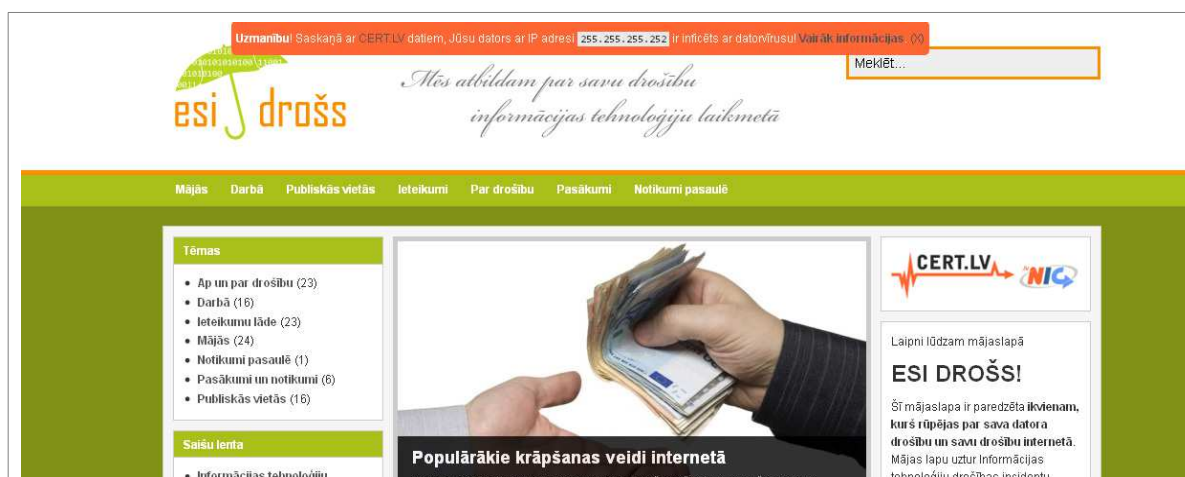 Uzmanību! Saskaņā ar CERT.LV datiem, Jūsu dators ar IP adresi 255.255.255.252 ir inficēts ar datorvīrusu! Vairāk informācijas (X)
Meklēt...
esi drošs
Mēs atbildam par savu drošību
informācijas tehnoloģiju laikmetā
Mājās Darbā Publiskās vietās Ieteikumi Par drošību Pasākumi Notikumi pasaulē
Tēmas
Ap un par drošību (23)
Darbā (16)
Ieteikumu lāde (23)
Mājās (24)
Notikumi pasaulē (1)
Pasākumi un notikumi (6)
Publiskās vietās (16)
Saišu lenta
Informācijas tehnoloģiju
Populārākie krāpšanas veidi internetā
CERT.LV NIC
Laipni lūdzam mājaslapā
ESI DROŠS!
Šī mājaslapa ir paredzēta ikvienam,
kurš rūpējas par sava datora
drošību un savu drošību internetā.
Mājas lapu uztur Informācijas
tehnoloģiju drošības incidentu